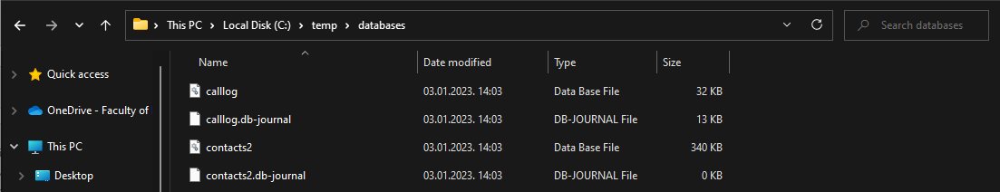 This PC > Local Disk (C:) > temp > databases
Search databases
Name Date modified Type Size
Quick access
calllog 03.01.2023. 14:03 Data Base File 32 KB
OneDrive - Faculty of
calllog.db-journal 03.01.2023. 14:03 DB-JOURNAL File 13 KB
This PC
contacts2 03.01.2023. 14:03 Data Base File 340 KB
Desktop
contacts2.db-journal 03.01.2023. 14:03 DB-JOURNAL File 0 KB